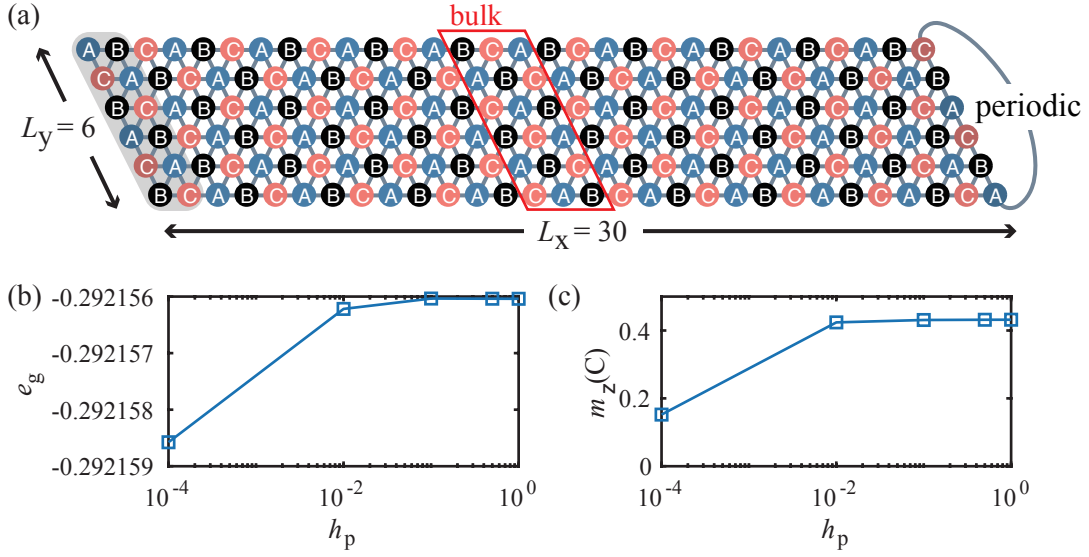 (a)
bulk
A B C A B C A B C A B C A B C A B C A B C A B C A B C A B C
C A B C A B C A B C A B C A B C A B C A B C A B C A B C A B
B C A B C A B C A B C A B C A B C A B C A B C A B C A B C A
periodic
L_y = 6
A B C A B C A B C A B C A B C A B C A B C A B C A B C A B C
C A B C A B C A B C A B C A B C A B C A B C A B C A B C A B
B C A B C A B C A B C A B C A B C A B C A B C A B C A B C A
L_x = 30
(b)
-0.292156
-0.292157
-0.292158
-0.292159
e_g
10^-4
10^-2
10^0
h_p
(c)
0.4
0.2
0
m_z(C)
10^-4
10^-2
10^0
h_p